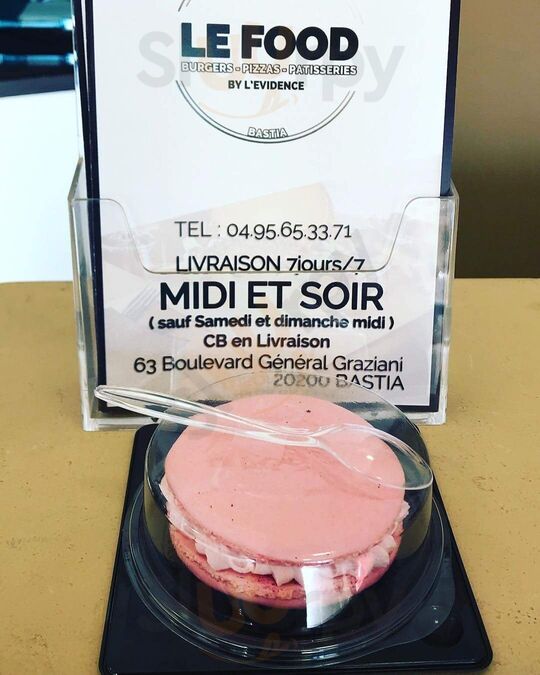 LE FOOD
BURGERS - PIZZAS - PATISSERIES
BY L'EVIDENCE
BASTIA
TEL : 04.95.65.33.71
LIVRAISON 7jours/7
MIDI ET SOIR
( sauf Samedi et dimanche midi )
CB en Livraison
63 Boulevard Général Graziani
20200 BASTIA